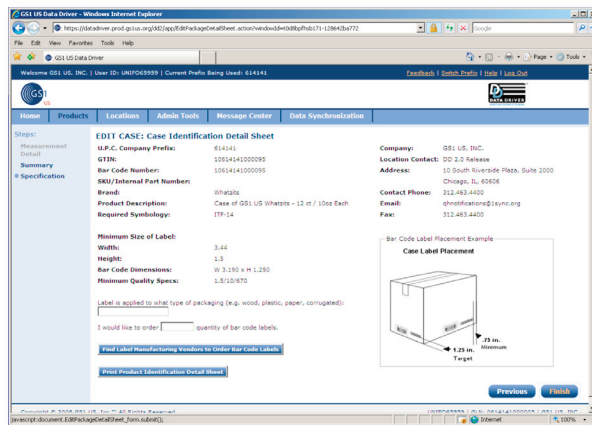 GS1 US Data Driver - Windows Internet Explorer
https://datadriver.prod.gs1us.org/dd2/app/EditPackageDetailSheet.action?windowId=
Google
File Edit View Favorites Tools Help
GS1 US Data Driver
Page Tools
Welcome GS1 US, INC. | User ID: UNIF065999 | Current Prefix Being Used: 614141
Feedback | Switch Prefix | Help | Log Out
GS1
US
DATA DRIVER
Home Products Locations Admin Tools Message Center Data Synchronization
Steps:
Measurement Detail
Summary
Specification
EDIT CASE: Case Identification Detail Sheet
U.P.C. Company Prefix: 614141
GTIN: 10614141000095
Bar Code Number: 10614141000095
SKU/Internal Part Number:
Brand: Whatzits
Product Description: Case of GS1 US Whatzits - 12 ct / 10oz Each
Required Symbology: ITF-14
Company: GS1 US, INC.
Location Contact: DD 2.0 Release
Address: 10 South Riverside Plaza, Suite 2000
Chicago, IL, 60606
Contact Phone: 312.463.4400
Email: qhnotifications@1sync.org
Fax: 312.463.4400
Minimum Size of Label:
Width: 3.44
Height: 1.5
Bar Code Dimensions: W 3.190 x H 1.250
Minimum Quality Specs: 1.5/10/670
Label is applied to what type of packaging (e.g. wood, plastic, paper, corrugated):
I would like to order quantity of bar code labels.
Find Label Manufacturing Vendors to Order Bar Code Labels
Print Product Identification Detail Sheet
Bar Code Label Placement Example
Case Label Placement
.75 in.
Minimum
1.25 in.
Target
Previous Finish
javascript:document.EditPackageDetailSheet_form.submit();
Internet
100%